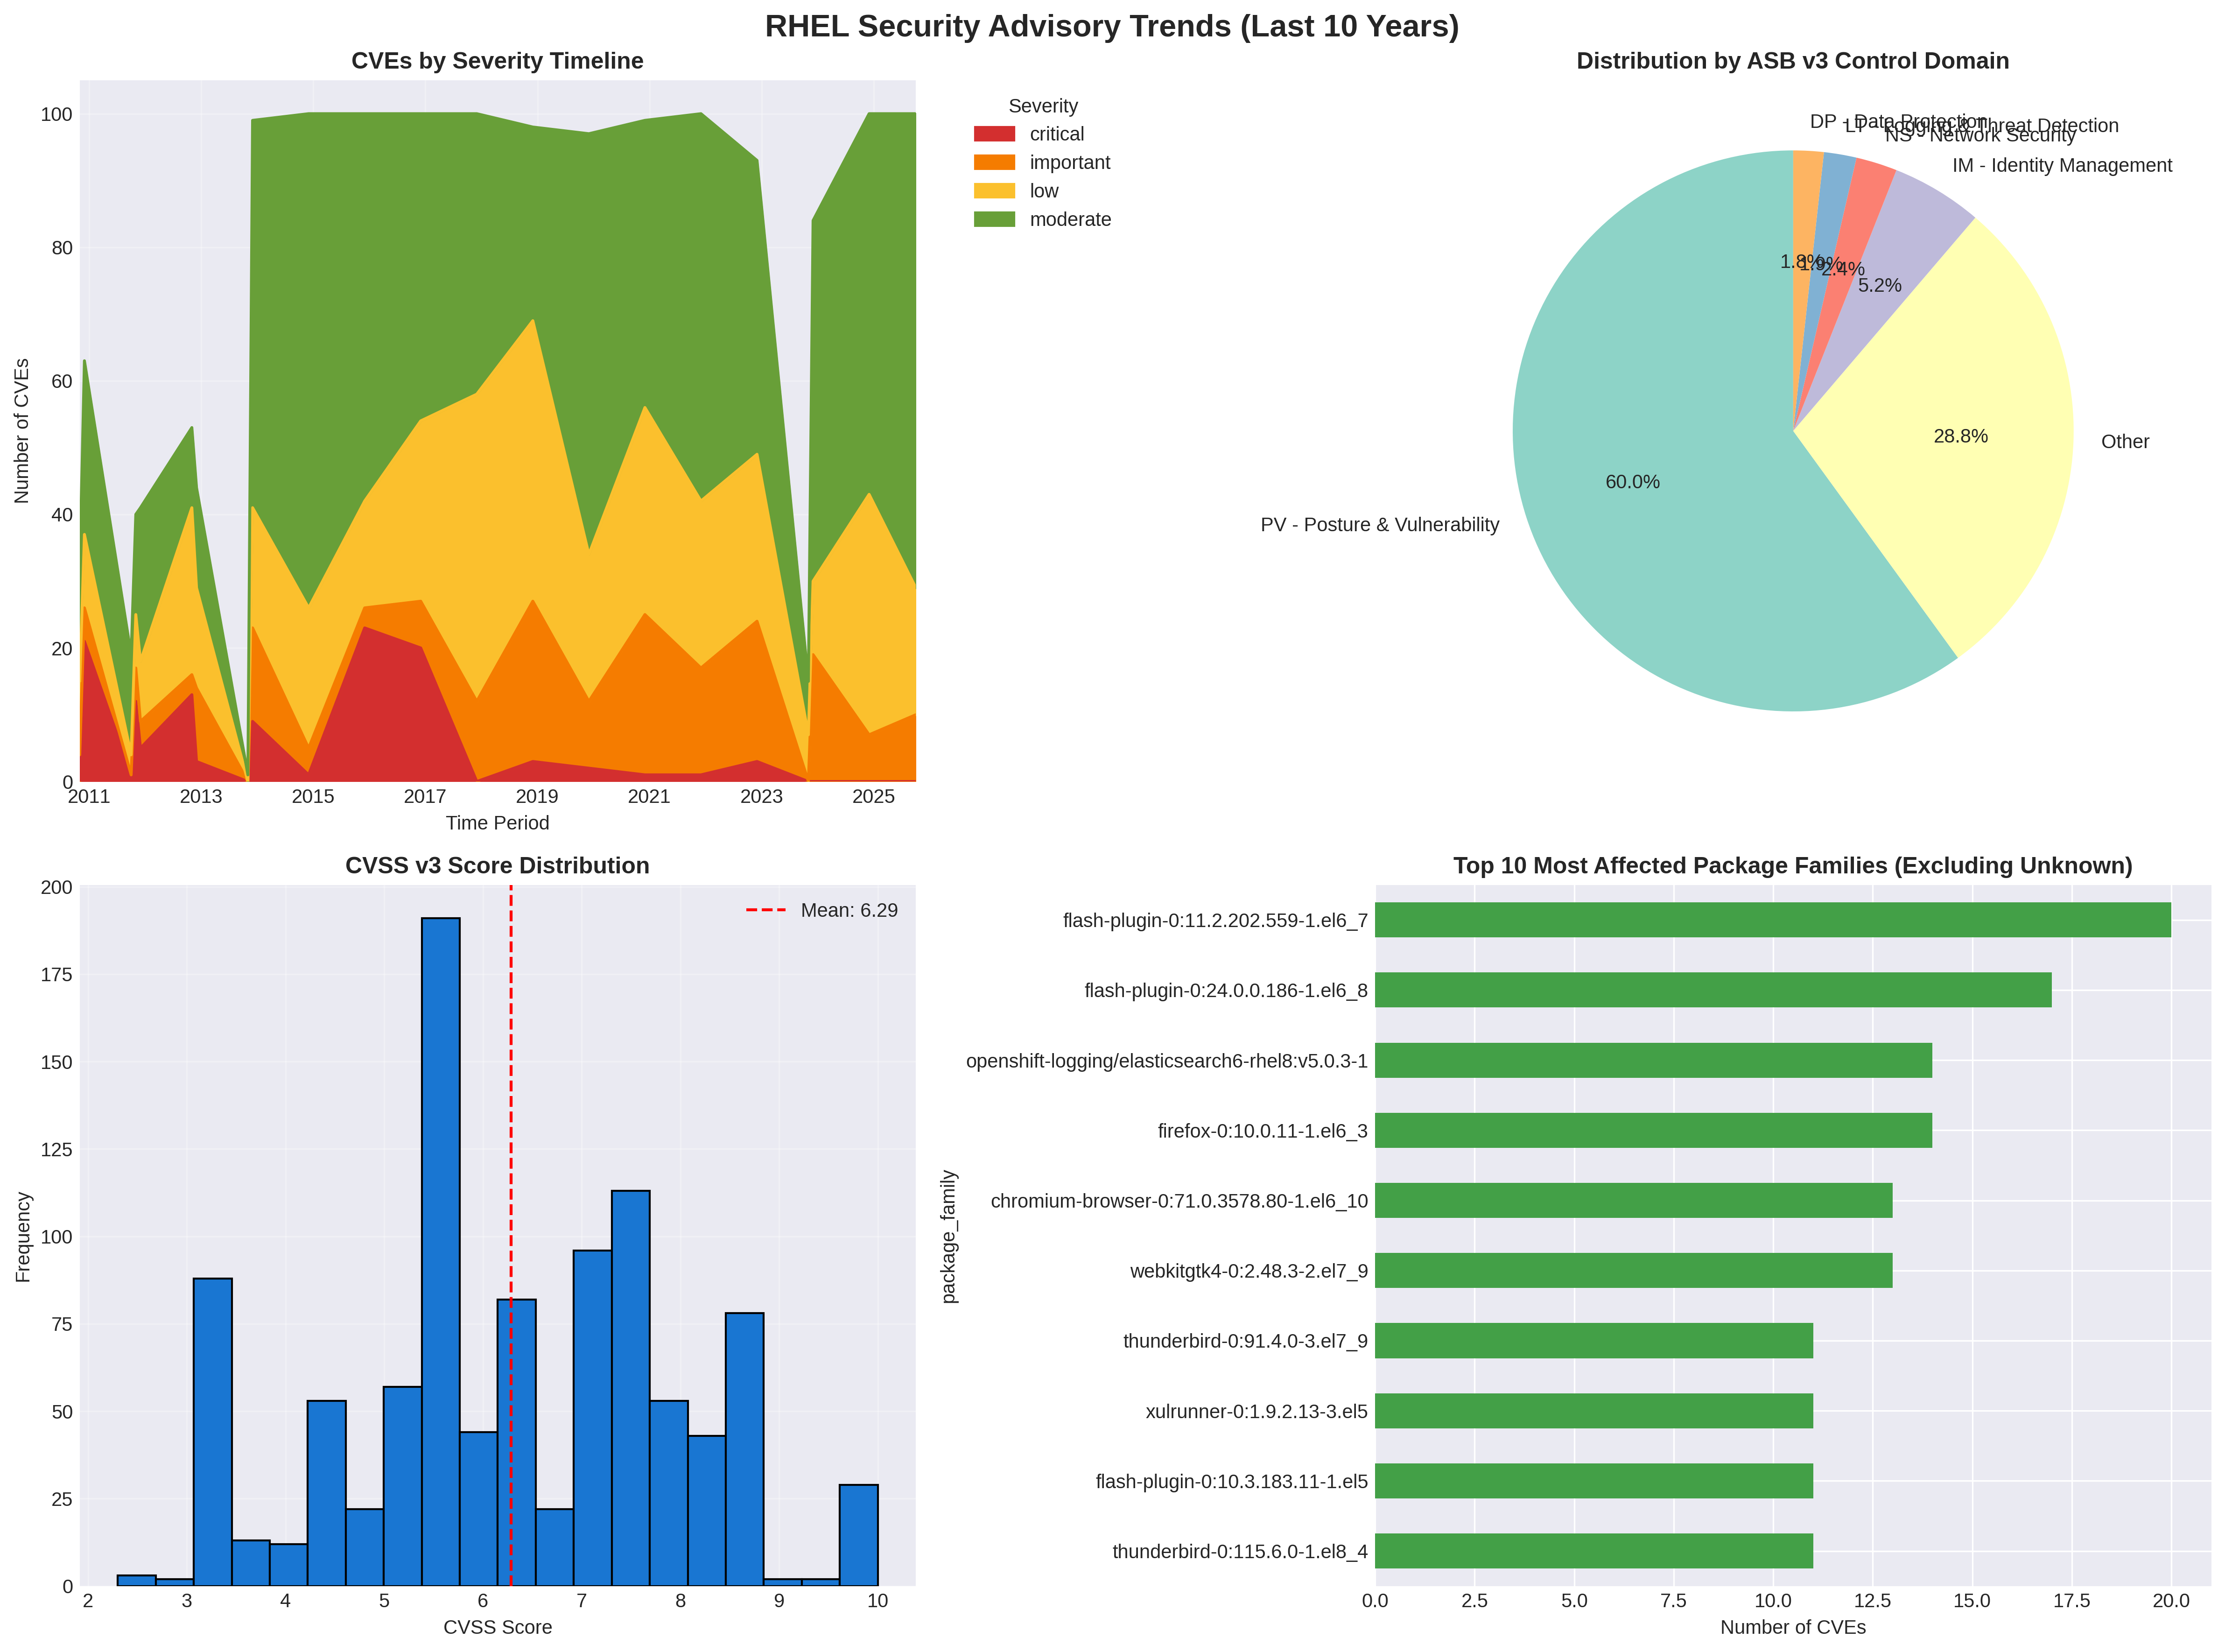 RHEL Security Advisory Trends (Last 10 Years)
CVEs by Severity Timeline
Number of CVEs
100
80
60
40
20
0
2011 2013 2015 2017 2019 2021 2023 2025
Time Period
Severity
critical
important
low
moderate
Distribution by ASB v3 Control Domain
DP - Data Protection
LT - Logging & Threat Detection
NS - Network Security
IM - Identity Management
Other
PV - Posture & Vulnerability
1.8%
1.9%
2.4%
5.2%
28.8%
60.0%
CVSS v3 Score Distribution
Mean: 6.29
Frequency
200
175
150
125
100
75
50
25
0
2 3 4 5 6 7 8 9 10
CVSS Score
Top 10 Most Affected Package Families (Excluding Unknown)
package_family
flash-plugin-0:11.2.202.559-1.el6_7
flash-plugin-0:24.0.0.186-1.el6_8
openshift-logging/elasticsearch6-rhel8:v5.0.3-1
firefox-0:10.0.11-1.el6_3
chromium-browser-0:71.0.3578.80-1.el6_10
webkitgtk4-0:2.48.3-2.el7_9
thunderbird-0:91.4.0-3.el7_9
xulrunner-0:1.9.2.13-3.el5
flash-plugin-0:10.3.183.11-1.el5
thunderbird-0:115.6.0-1.el8_4
0.0 2.5 5.0 7.5 10.0 12.5 15.0 17.5 20.0
Number of CVEs